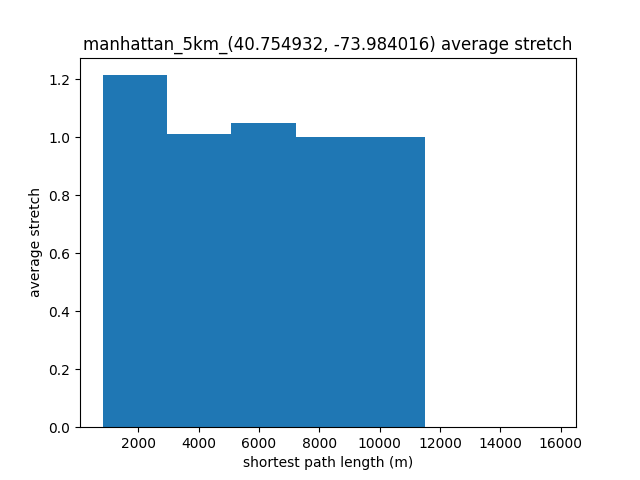 manhattan_5km_(40.754932, -73.984016) average stretch
1.2
1.0
0.8
0.6
0.4
0.2
0.0
average stretch
2000 4000 6000 8000 10000 12000 14000 16000
shortest path length (m)